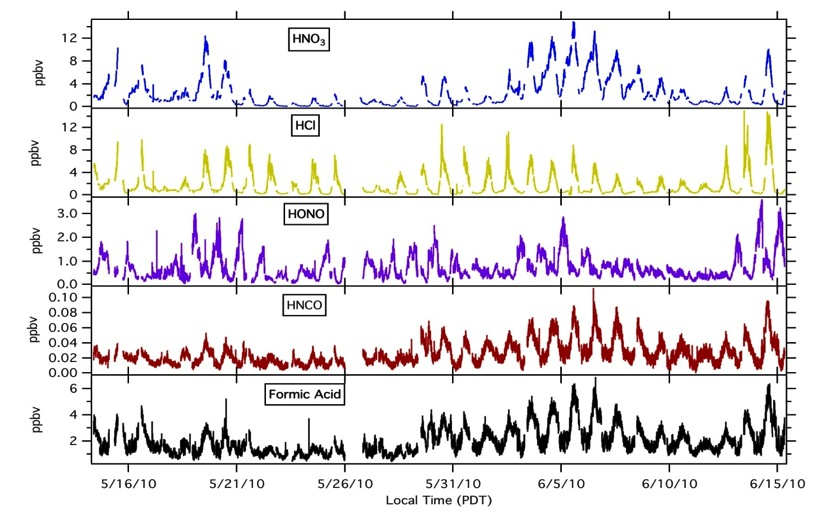 HNO3
ppbv
12
8
4
0
HCl
ppbv
12
8
4
0
HONO
ppbv
3.0
2.0
1.0
0.0
HNCO
ppbv
0.10
0.08
0.06
0.04
0.02
0.00
Formic Acid
ppbv
6
4
2
5/16/10 5/21/10 5/26/10 5/31/10 6/5/10 6/10/10 6/15/10
Local Time (PDT)